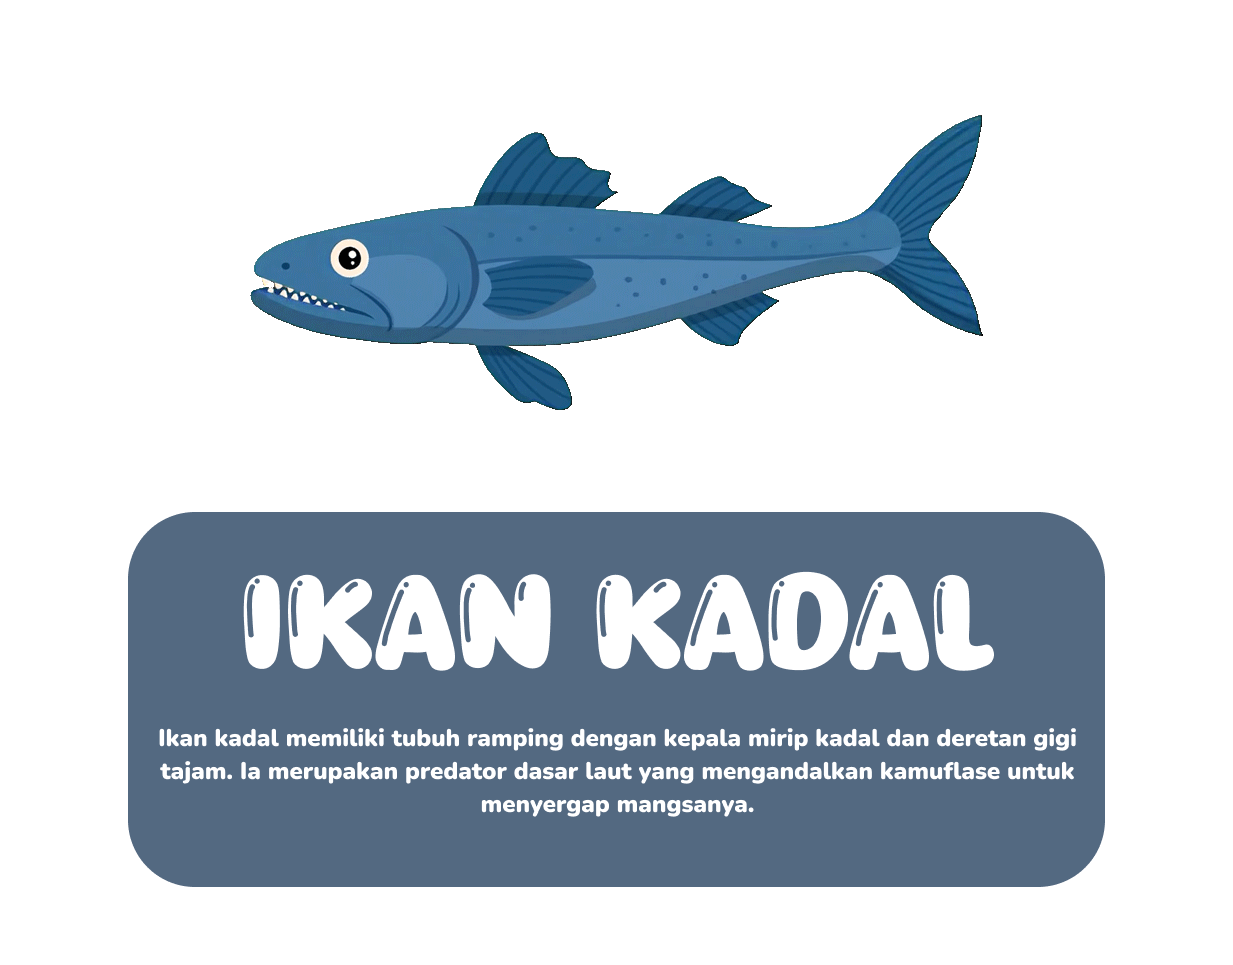 IKAN KADAL
Ikan kadal memiliki tubuh ramping dengan kepala mirip kadal dan deretan gigi
tajam. Ia merupakan predator dasar laut yang mengandalkan kamuflase untuk
menyergap mangsanya.